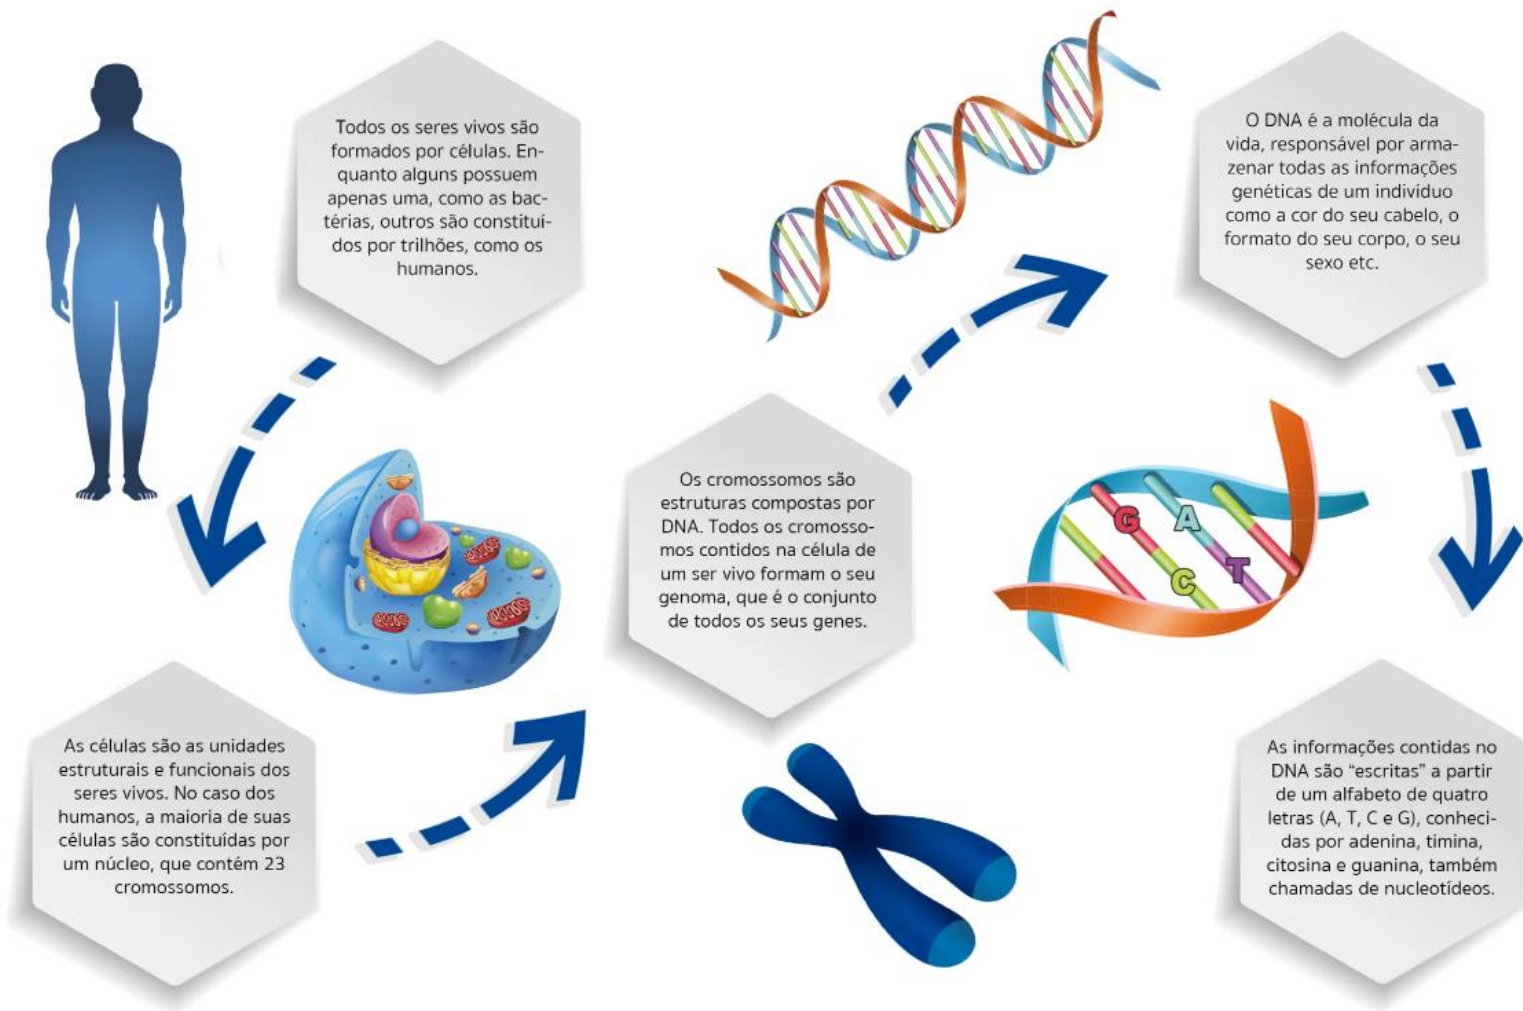 Todos os seres vivos são
formados por células. En-
quanto alguns possuem
apenas uma, como as bac-
térias, outros são constituí-
dos por trilhões, como os
humanos.
As células são as unidades
estruturais e funcionais dos
seres vivos. No caso dos
humanos, a maioria de suas
células são constituídas por
um núcleo, que contém 23
cromossomos.
Os cromossomos são
estruturas compostas por
DNA. Todos os cromosso-
mos contidos na célula de
um ser vivo formam o seu
genoma, que é o conjunto
de todos os seus genes.
O DNA é a molécula da
vida, responsável por arma-
zenar todas as informações
genéticas de um indivíduo
como a cor do seu cabelo, o
formato do seu corpo, o seu
sexo etc.
G A
C T
As informações contidas no
DNA são “escritas” a partir
de um alfabeto de quatro
letras (A, T, C e G), conheci-
das por adenina, timina,
citosina e guanina, também
chamadas de nucleotídeos.